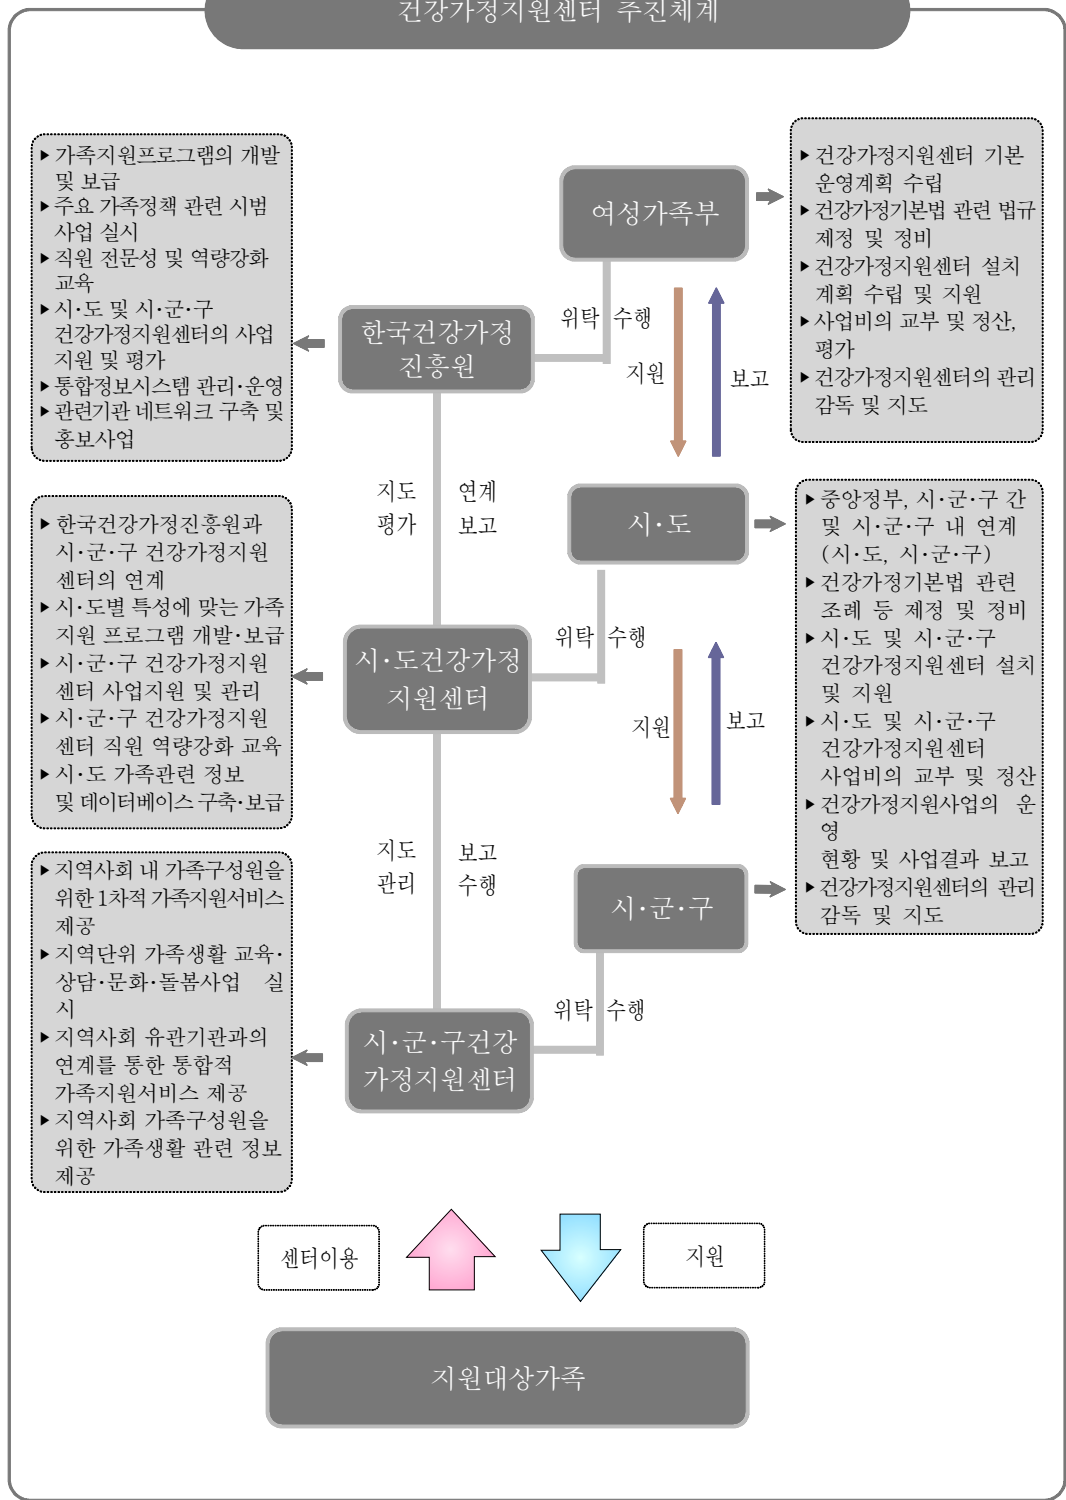 건강가정지원센터 추진체계
▶가족지원프로그램의 개발
및 보급
▶주요 가족정책 관련 시범
사업 실시
▶직원 전문성 및 역량강화
교육
▶시·도 및 시·군·구
건강가정지원센터의 사업
지원 및 평가
▶통합정보시스템 관리·운영
▶관련기관 네트워크 구축 및
홍보사업
여성가족부
▶건강가정지원센터 기본
운영계획 수립
▶건강가정기본법 관련 법규
제정 및 정비
▶건강가정지원센터 설치
계획 수립 및 지원
▶사업비의 교부 및 정산,
평가
▶건강가정지원센터의 관리
감독 및 지도
한국건강가정
진흥원
위탁 수행
지원
보고
지도 연계
평가 보고
시·도
▶한국건강가정진흥원과
시·군·구 건강가정지원
센터의 연계
▶시·도별 특성에 맞는 가족
지원 프로그램 개발·보급
▶시·군·구 건강가정지원
센터 사업지원 및 관리
▶시·군·구 건강가정지원
센터 직원 역량강화 교육
▶시·도 가족관련 정보
및 데이터베이스 구축·보급
▶중앙정부, 시·군·구 간
및 시·군·구 내 연계
(시·도, 시·군·구)
▶건강가정기본법 관련
조례 등 제정 및 정비
▶시·도 및 시·군·구
건강가정지원센터 설치
및 지원
▶시·도 및 시·군·구
건강가정지원센터
사업비의 교부 및 정산
▶건강가정지원사업의 운
영
현황 및 사업결과 보고
▶건강가정지원센터의 관리
감독 및 지도
시·도건강가정
지원센터
위탁 수행
지원
보고
지도 보고
관리 수행
시·군·구
▶지역사회 내 가족구성원을
위한 1차적 가족지원서비스
제공
▶지역단위 가족생활 교육·
상담·문화·돌봄사업 실
시
▶지역사회 유관기관과의
연계를 통한 통합적
가족지원서비스 제공
▶지역사회 가족구성원을
위한 가족생활 관련 정보
제공
위탁 수행
시·군·구건강
가정지원센터
센터이용
지원
지원대상가족